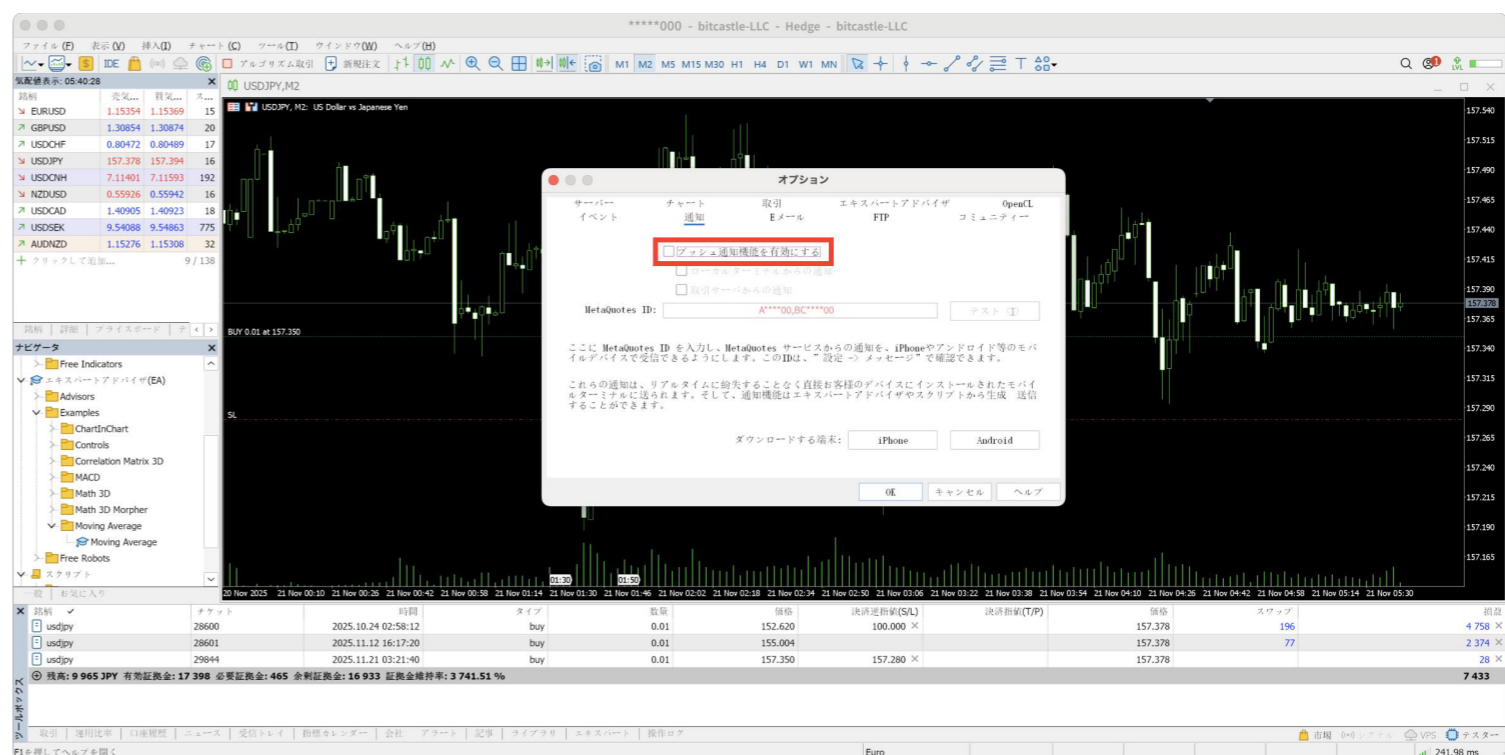 *****000 - bitcastle-LLC - Hedge - bitcastle-LLC
ファイル(F) 表示(V) 挿入(I) チャート(C) ツール(T) ウインドウ(W) ヘルプ(H)
IDE アルゴリズム取引 新規注文 M1 M2 M5 M15 M30 H1 H4 D1 W1 MN LVL
気配値表示: 05:40:28
USDJPY,M2
銘柄 売気... 買気... ス...
EURUSD 1.15354 1.15369 15
GBPUSD 1.30854 1.30874 20
USDCHF 0.80472 0.80489 17
USDJPY 157.378 157.394 16
USDCNH 7.11401 7.11593 192
NZDUSD 0.55926 0.55942 16
USDCAD 1.40905 1.40923 18
USDSEK 9.54088 9.54863 775
AUDNZD 1.15276 1.15308 32
クリックして追加... 9 / 138
銘柄 詳細 プライスボード テ
ナビゲータ
Free Indicators
エキスパートアドバイザ(EA)
Advisors
Examples
ChartInChart
Controls
Correlation Matrix 3D
MACD
Math 3D
Math 3D Morpher
Moving Average
Moving Average
Free Robots
スクリプト
一般 お気に入り
USDJPY, M2: US Dollar vs Japanese Yen
BUY 0.01 at 157.350
SL
157.540
157.515
157.490
157.465
157.440
157.415
157.390
157.378
157.365
157.340
157.315
157.290
157.265
157.240
157.215
157.190
157.165
オプション
サーバー チャート 取引 エキスパートアドバイザ OpenCL
イベント 通知 Eメール FTP コミュニティー
プッシュ通知機能を有効にする
ローカルターミナルからの通知
取引サーバからの通知
MetaQuotes ID: A****00,BC****00 テスト(I)
ここに MetaQuotes ID を入力し、MetaQuotes サービスからの通知を、iPhoneやアンドロイド等のモバ
イルデバイスで受信できるようにします。このIDは、”設定 -> メッセージ”で確認できます。
これらの通知は、リアルタイムに紛失することなく直接お客様のデバイスにインストールされたモバイ
ルターミナルに送られます。そして、通知機能はエキスパートアドバイザやスクリプトから生成 送信
することができます。
ダウンロードする端末: iPhone Android
OK キャンセル ヘルプ
01:30 01:50
20 Nov 2025 21 Nov 00:10 21 Nov 00:26 21 Nov 00:42 21 Nov 00:58 21 Nov 01:14 21 Nov 01:30 21 Nov 01:46 21 Nov 02:02 21 Nov 02:18 21 Nov 02:34 21 Nov 02:50 21 Nov 03:06 21 Nov 03:22 21 Nov 03:38 21 Nov 03:54 21 Nov 04:10 21 Nov 04:26 21 Nov 04:42 21 Nov 04:58 21 Nov 05:14 21 Nov 05:30
銘柄 チケット 時間 タイプ 数量 価格 決済逆指値(S/L) 決済指値(T/P) 価格 スワップ 損益
usdjpy 28600 2025.10.24 02:58:12 buy 0.01 152.620 100.000 157.378 196 4 758
usdjpy 28601 2025.11.12 16:17:20 buy 0.01 155.004 157.378 77 2 374
usdjpy 29844 2025.11.21 03:21:40 buy 0.01 157.350 157.280 157.378 28
残高: 9 965 JPY 有効証拠金: 17 398 必要証拠金: 465 余剰証拠金: 16 933 証拠金維持率: 3 741.51 % 7 433
ツールボックス
取引 運用比率 口座履歴 ニュース 受信トレイ 指標カレンダー 会社 アラート 記事 ライブラリ エキスパート 操作ログ 市場 シグナル VPS テスター
F1を押してヘルプを開く Euro 241.98 ms